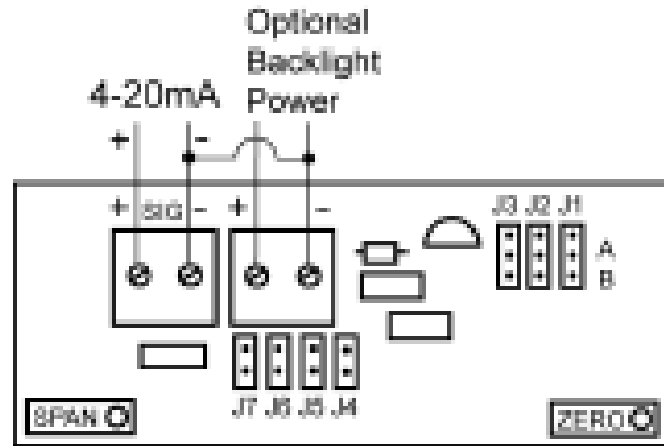 Optional
Backlight
Power
4-20mA
+ -
+ SIG - + -
J3 J2 J1
A
B
J7 J6 J5 J4
SPAN
ZERO